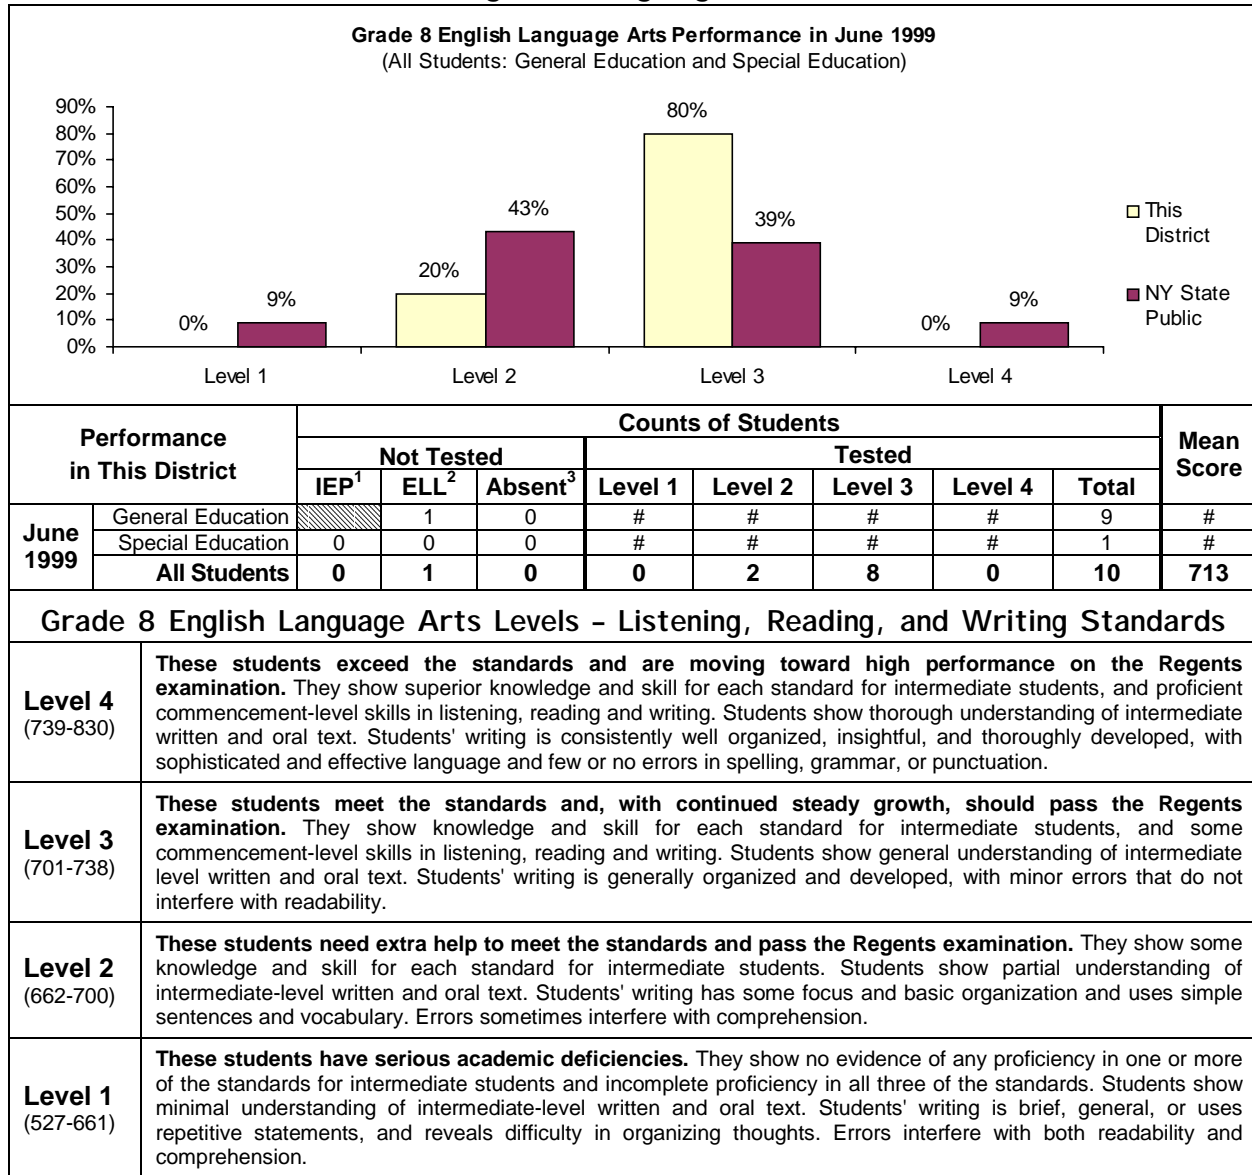 Grade 8 English Language Arts Performance in June 1999
(All Students: General Education and Special Education)
90%
80%
70%
60%
50%
40%
30%
20%
10%
0%
0%
9%
20%
43%
80%
39%
0%
9%
Level 1
Level 2
Level 3
Level 4
This
District
NY State
Public
Performance
in This District
Counts of Students
Mean
Score
Not Tested
Tested
IEP1 ELL2 Absent3 Level 1 Level 2 Level 3 Level 4 Total
June
1999
General Education 1 0 # # # # 9 #
Special Education 0 0 0 # # # # 1 #
All Students 0 1 0 0 2 8 0 10 713
Grade 8 English Language Arts Levels – Listening, Reading, and Writing Standards
Level 4
(739-830)
These students exceed the standards and are moving toward high performance on the Regents
examination. They show superior knowledge and skill for each standard for intermediate students, and proficient
commencement-level skills in listening, reading and writing. Students show thorough understanding of intermediate
written and oral text. Students' writing is consistently well organized, insightful, and thoroughly developed, with
sophisticated and effective language and few or no errors in spelling, grammar, or punctuation.
Level 3
(701-738)
These students meet the standards and, with continued steady growth, should pass the Regents
examination. They show knowledge and skill for each standard for intermediate students, and some
commencement-level skills in listening, reading and writing. Students show general understanding of intermediate
level written and oral text. Students' writing is generally organized and developed, with minor errors that do not
interfere with readability.
Level 2
(662-700)
These students need extra help to meet the standards and pass the Regents examination. They show some
knowledge and skill for each standard for intermediate students. Students show partial understanding of
intermediate-level written and oral text. Students' writing has some focus and basic organization and uses simple
sentences and vocabulary. Errors sometimes interfere with comprehension.
Level 1
(527-661)
These students have serious academic deficiencies. They show no evidence of any proficiency in one or more
of the standards for intermediate students and incomplete proficiency in all three of the standards. Students show
minimal understanding of intermediate-level written and oral text. Students' writing is brief, general, or uses
repetitive statements, and reveals difficulty in organizing thoughts. Errors interfere with both readability and
comprehension.